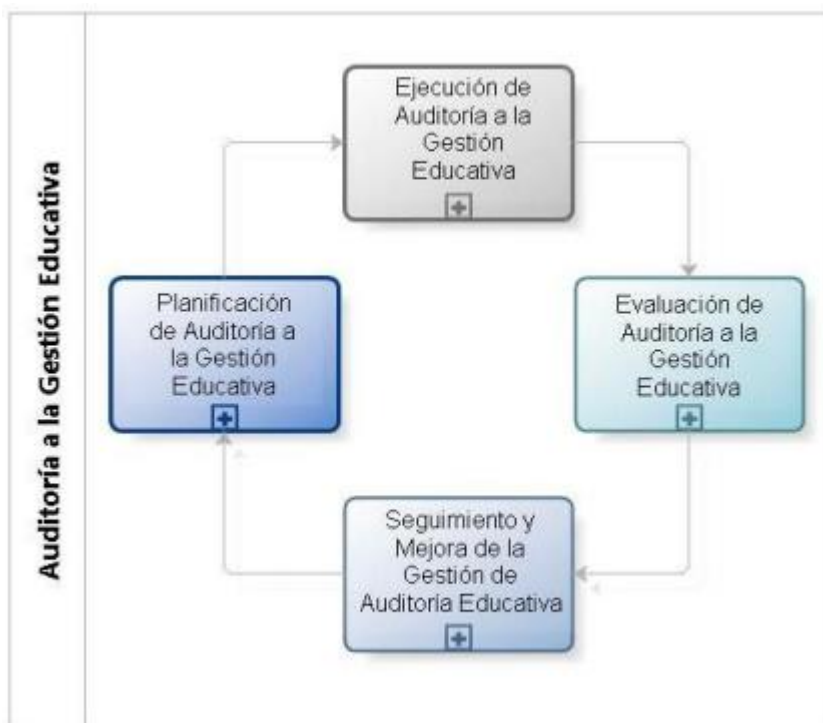 Auditoría a la Gestión Educativa
Ejecución de
Auditoría a la
Gestión
Educativa
Planificación
de Auditoría a
la Gestión
Educativa
Evaluación de
Auditoría a la
Gestión
Educativa
Seguimiento y
Mejora de la
Gestión de
Auditoría Educativa